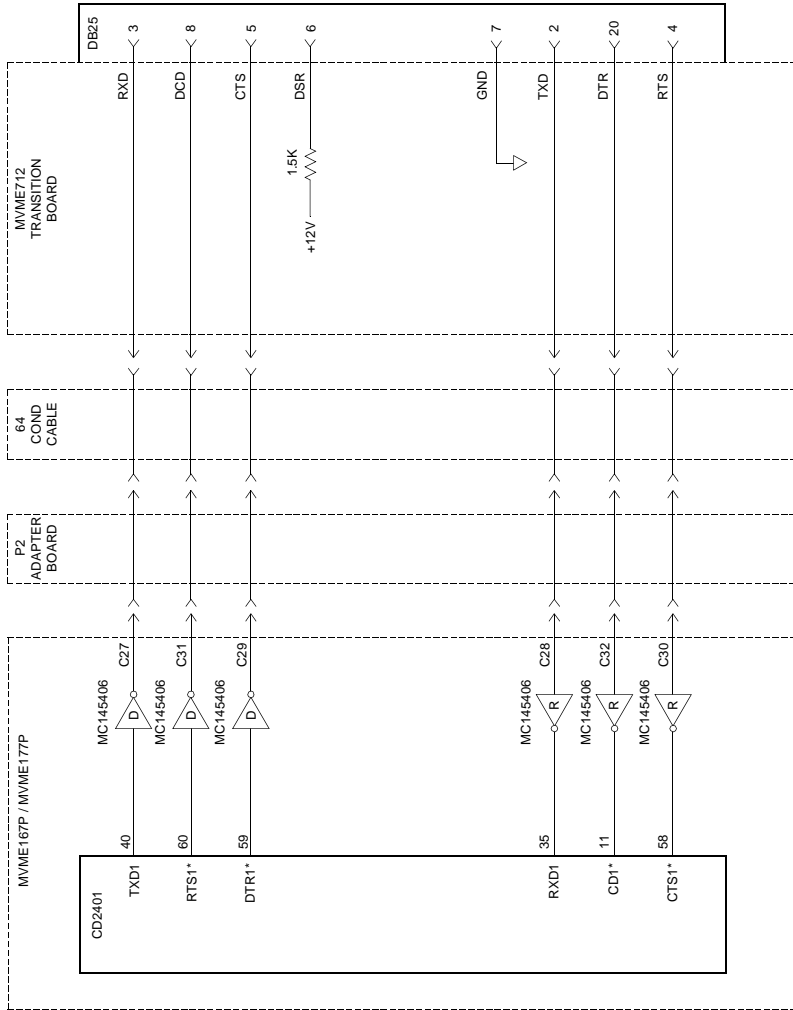 DB25
3
8
5
6
7
2
20
4
RXD
DCD
CTS
DSR
GND
TXD
DTR
RTS
MVME712
TRANSITION
BOARD
1.5K
+12V
64
COND
CABLE
P2
ADAPTER
BOARD
MVME167P / MVME177P
C27
C31
C29
C28
C32
C30
MC145406
MC145406
MC145406
MC145406
MC145406
MC145406
D
D
D
R
R
R
40
60
59
35
11
58
TXD1
RTS1*
DTR1*
RXD1
CD1*
CTS1*
CD2401